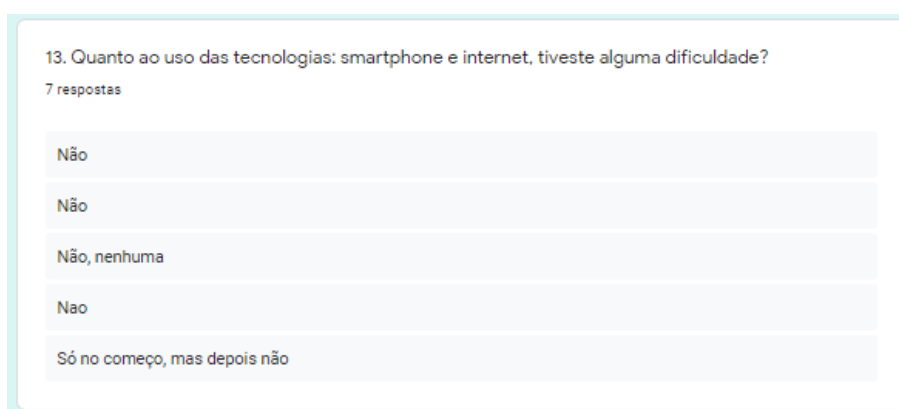 13. Quanto ao uso das tecnologias: smartphone e internet, tiveste alguma dificuldade?
7 respostas
Não
Não
Não, nenhuma
Nao
Só no começo, mas depois não